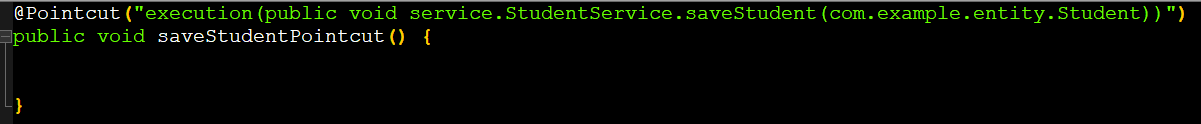 @Pointcut("execution(public void service.StudentService.saveStudent(com.example.entity.Student))")
public void saveStudentPointcut() {
}